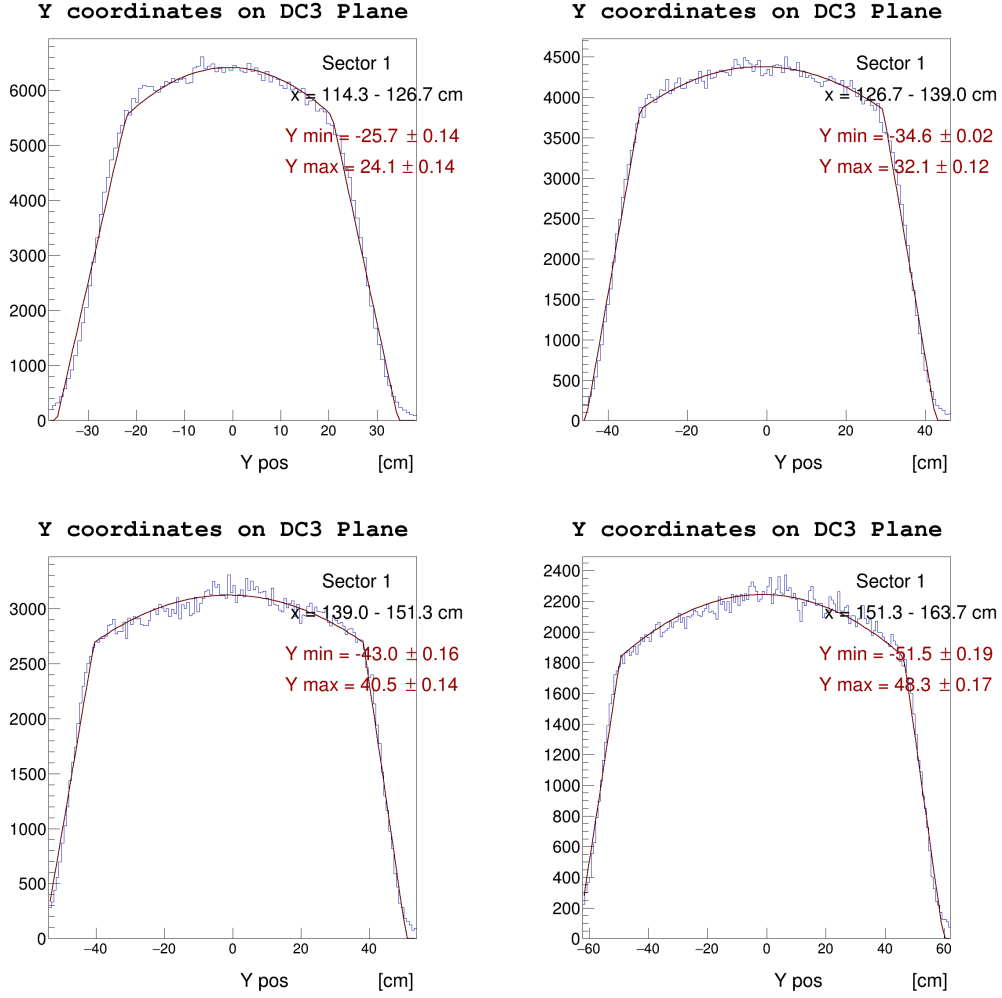 Y coordinates on DC3 Plane
Sector 1
x = 114.3 - 126.7 cm
Y min = -25.7 ± 0.14
Y max = 24.1 ± 0.14
6000
5000
4000
3000
2000
1000
0
−30 −20 −10 0 10 20 30
Y pos [cm]
Y coordinates on DC3 Plane
Sector 1
x = 126.7 - 139.0 cm
Y min = -34.6 ± 0.02
Y max = 32.1 ± 0.12
4500
4000
3500
3000
2500
2000
1500
1000
500
0
−40 −20 0 20 40
Y pos [cm]
Y coordinates on DC3 Plane
Sector 1
x = 139.0 - 151.3 cm
Y min = -43.0 ± 0.16
Y max = 40.5 ± 0.14
3000
2500
2000
1500
1000
500
0
−40 −20 0 20 40
Y pos [cm]
Y coordinates on DC3 Plane
Sector 1
x = 151.3 - 163.7 cm
Y min = -51.5 ± 0.19
Y max = 48.3 ± 0.17
2400
2200
2000
1800
1600
1400
1200
1000
800
600
400
200
0
−60 −40 −20 0 20 40 60
Y pos [cm]